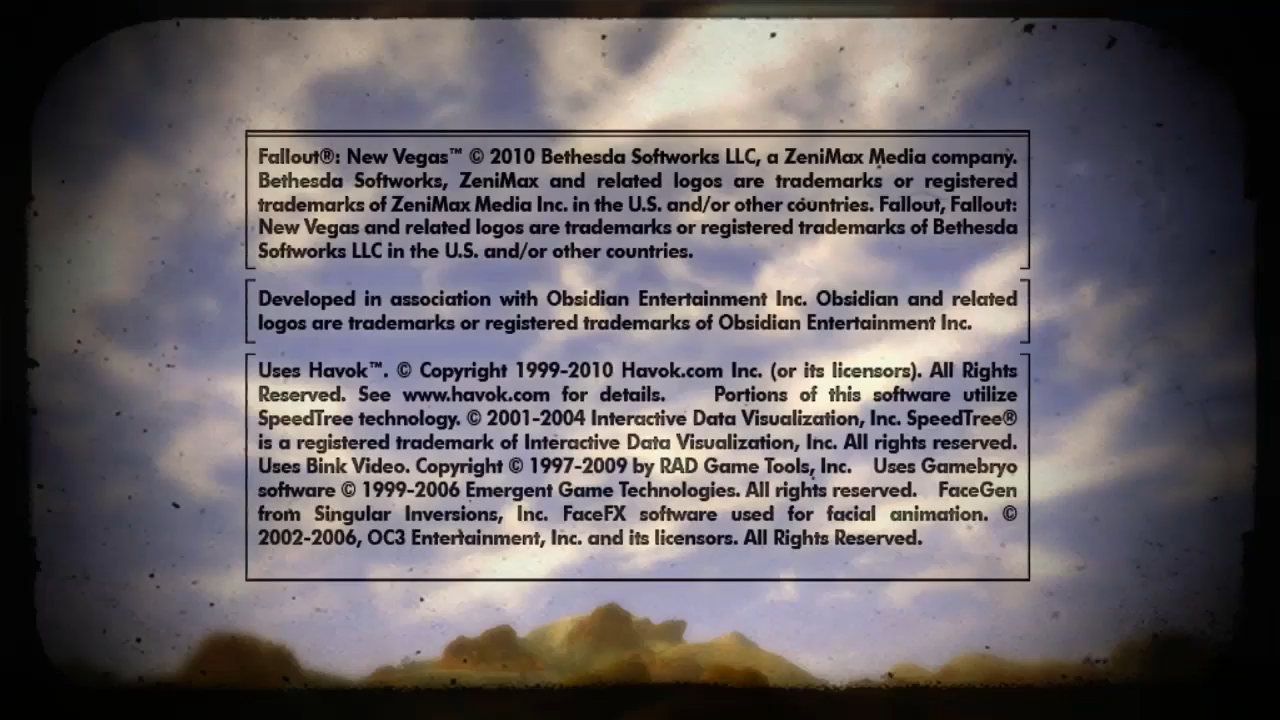 Fallout®: New Vegas™ © 2010 Bethesda Softworks LLC, a ZeniMax Media company.
Bethesda Softworks, ZeniMax and related logos are trademarks or registered
trademarks of ZeniMax Media Inc. in the U.S. and/or other countries. Fallout, Fallout:
New Vegas and related logos are trademarks or registered trademarks of Bethesda
Softworks LLC in the U.S. and/or other countries.
Developed in association with Obsidian Entertainment Inc. Obsidian and related
logos are trademarks or registered trademarks of Obsidian Entertainment Inc.
Uses Havok™. © Copyright 1999-2010 Havok.com Inc. (or its licensors). All Rights
Reserved. See www.havok.com for details. Portions of this software utilize
SpeedTree technology. © 2001-2004 Interactive Data Visualization, Inc. SpeedTree®
is a registered trademark of Interactive Data Visualization, Inc. All rights reserved.
Uses Bink Video. Copyright © 1997-2009 by RAD Game Tools, Inc. Uses Gamebryo
software © 1999-2006 Emergent Game Technologies. All rights reserved. FaceGen
from Singular Inversions, Inc. FaceFX software used for facial animation. ©
2002-2006, OC3 Entertainment, Inc. and its licensors. All Rights Reserved.